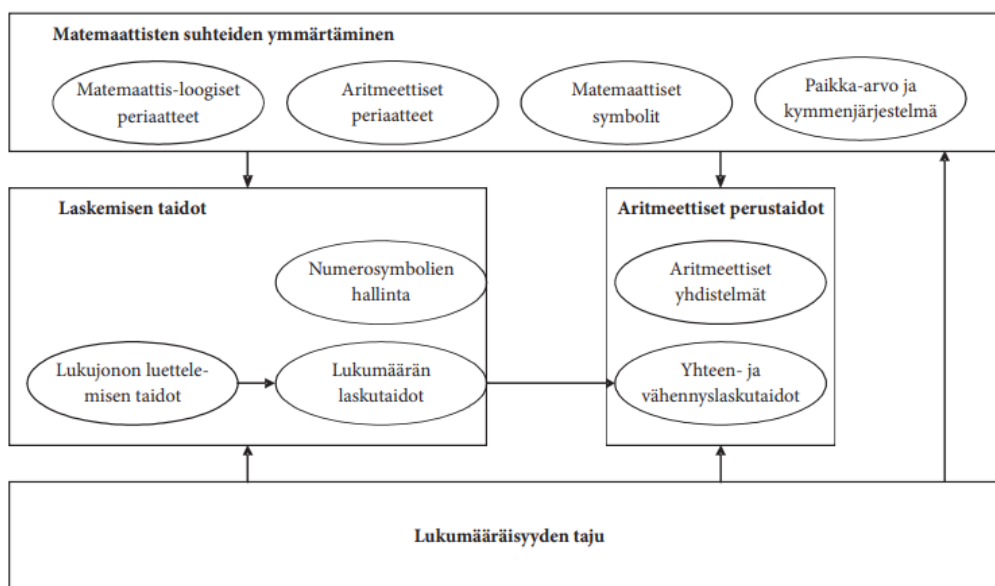 Matemaattisten suhteiden ymmärtäminen
Matemaattis-loogiset
periaatteet
Aritmeettiset
periaatteet
Matemaattiset
symbolit
Paikka-arvo ja
kymmenjärjestelmä
Laskemisen taidot
Numerosymbolien
hallinta
Lukujonon luettele-
misen taidot
Lukumäärän
laskutaidot
Aritmeettiset perustaidot
Aritmeettiset
yhdistelmät
Yhteen- ja
vähennyslaskutaidot
Lukumääräisyyden taju